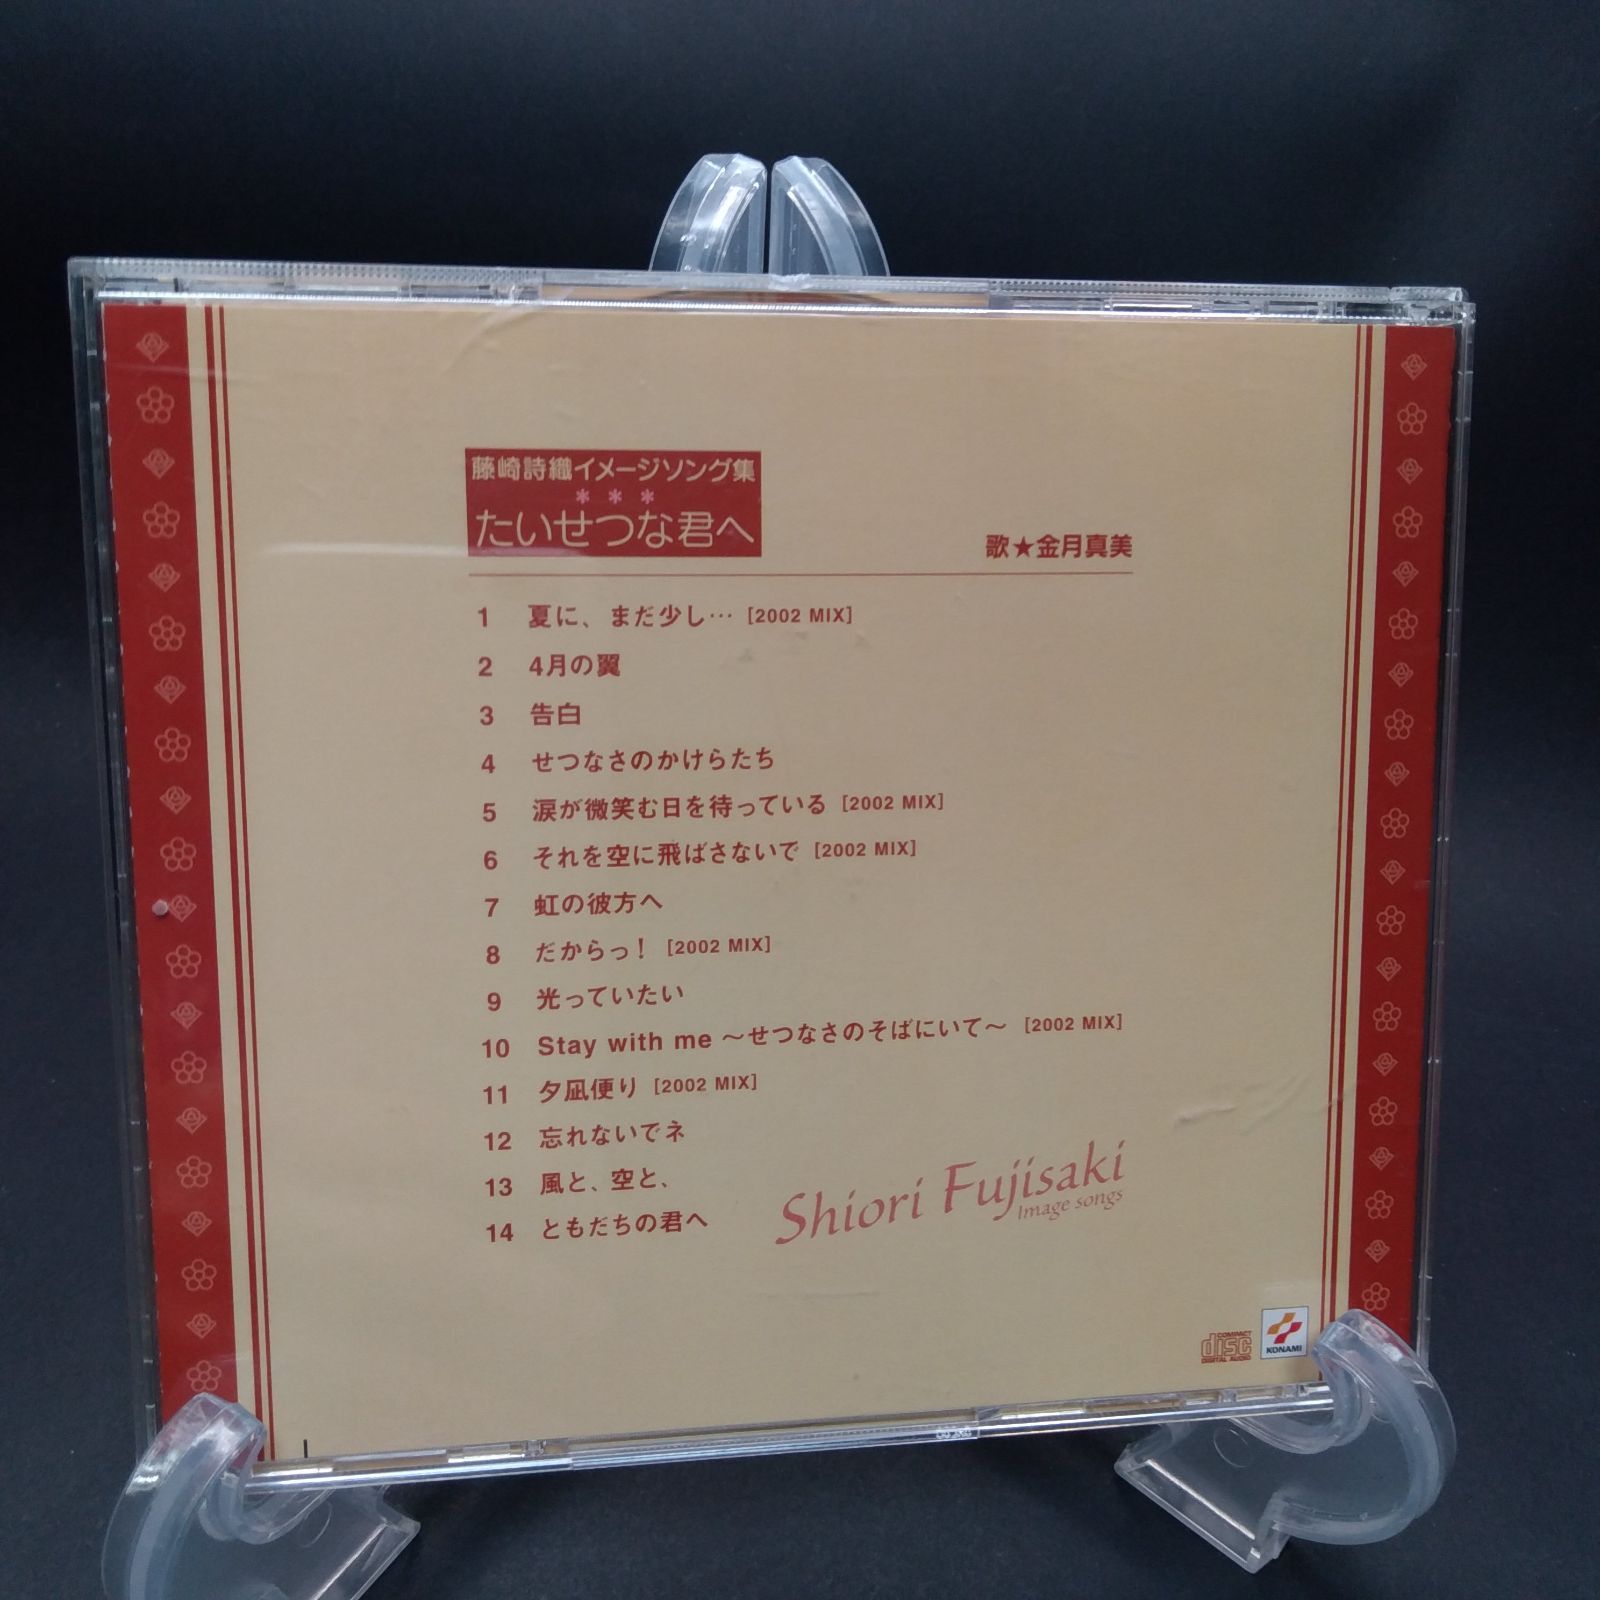 藤崎詩織イメージソング集
***
たいせつな君へ
歌★金月真美
1 夏に、まだ少し… [2002 MIX]
2 4月の翼
3 告白
4 せつなさのかけらたち
5 涙が微笑む日を待っている [2002 MIX]
6 それを空に飛ばさないで [2002 MIX]
7 虹の彼方へ
8 だからっ! [2002 MIX]
9 光っていたい
10 Stay with me ～せつなさのそばにいて～ [2002 MIX]
11 夕凪便り [2002 MIX]
12 忘れないでネ
13 風と、空と、
14 ともだちの君へ
Shiori Fujisaki
Image songs
COMPACT
disc
DIGITAL AUDIO
KONAMI